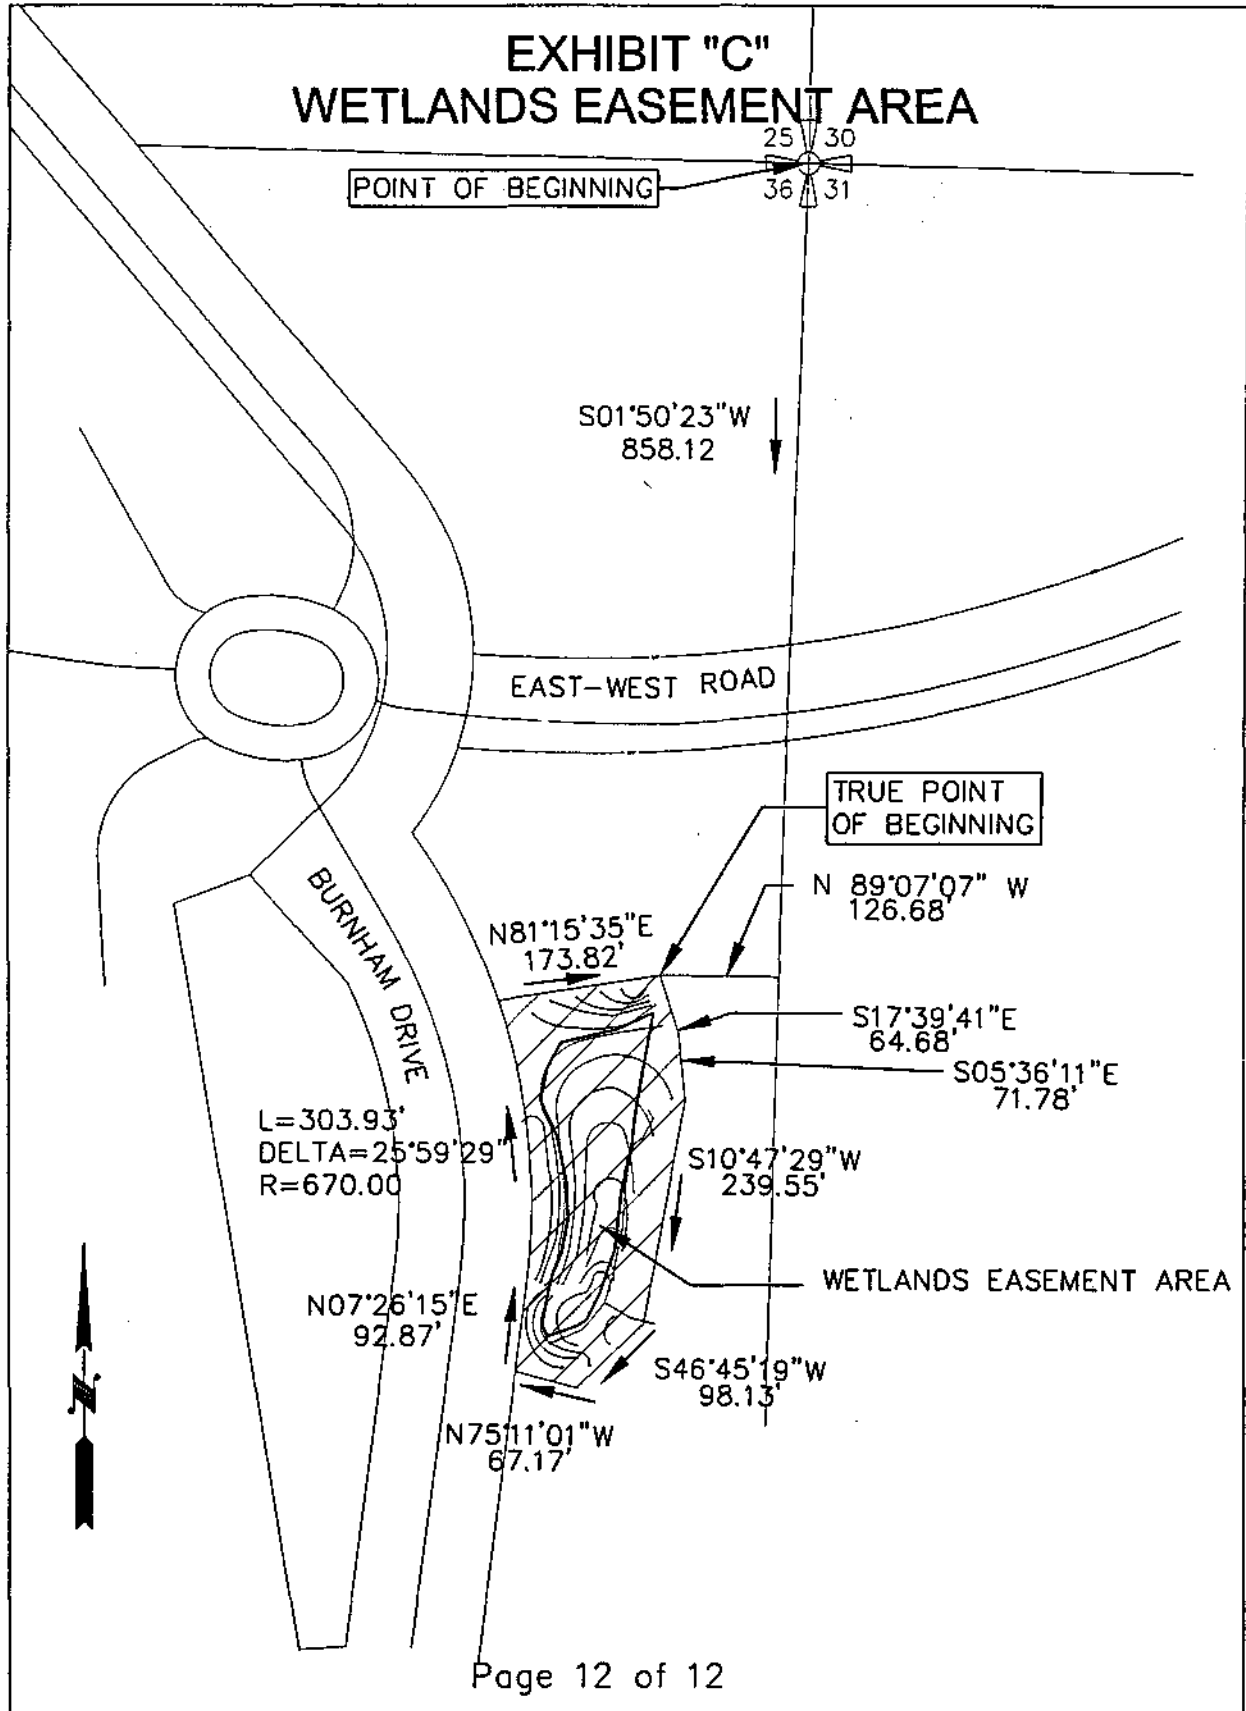 EXHIBIT "C"
WETLANDS EASEMENT AREA
25 30
POINT OF BEGINNING
36 31
S01°50'23"W
858.12
EAST-WEST ROAD
TRUE POINT
OF BEGINNING
N 89°07'07" W
126.68'
N81°15'35"E
173.82'
BURNHAM DRIVE
S17°39'41"E
64.68'
S05°36'11"E
71.78'
L=303.93'
DELTA=25°59'29"
R=670.00
S10°47'29"W
239.55'
WETLANDS EASEMENT AREA
N07°26'15"E
92.87'
S46°45'19"W
98.13'
N75°11'01"W
67.17'
N
Page 12 of 12